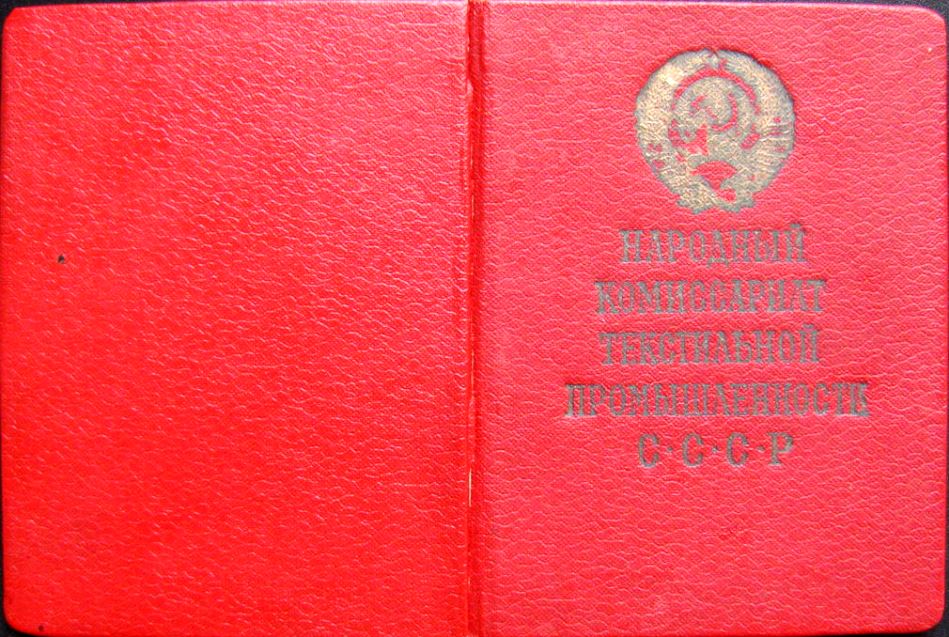 НАРОДНЫЙ
КОМИССАРИАТ
ТЕКСТИЛЬНОЙ
ПРОМЫШЛЕННОСТИ
С·С·С·Р